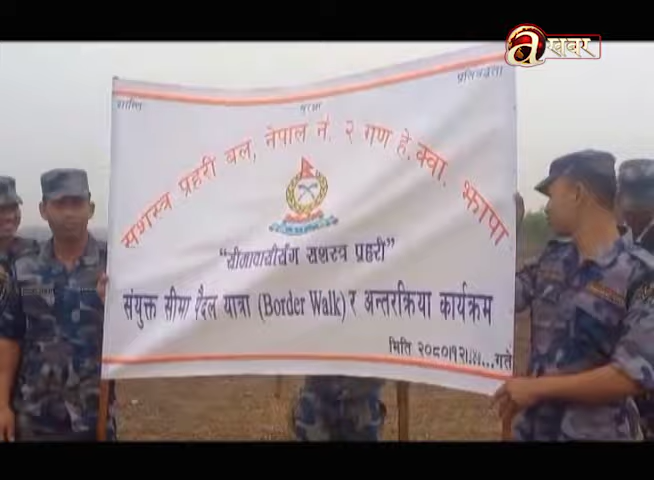 a खबर
शान्ति सुरक्षा प्रतिबद्धता
सशस्त्र प्रहरी बल, नेपाल नं. २ गण हे. क्वा. झापा
"सीमावासीसँग सशस्त्र प्रहरी"
संयुक्त सीमा पैदल यात्रा (Border Walk) र अन्तरक्रिया कार्यक्रम
मिति गते